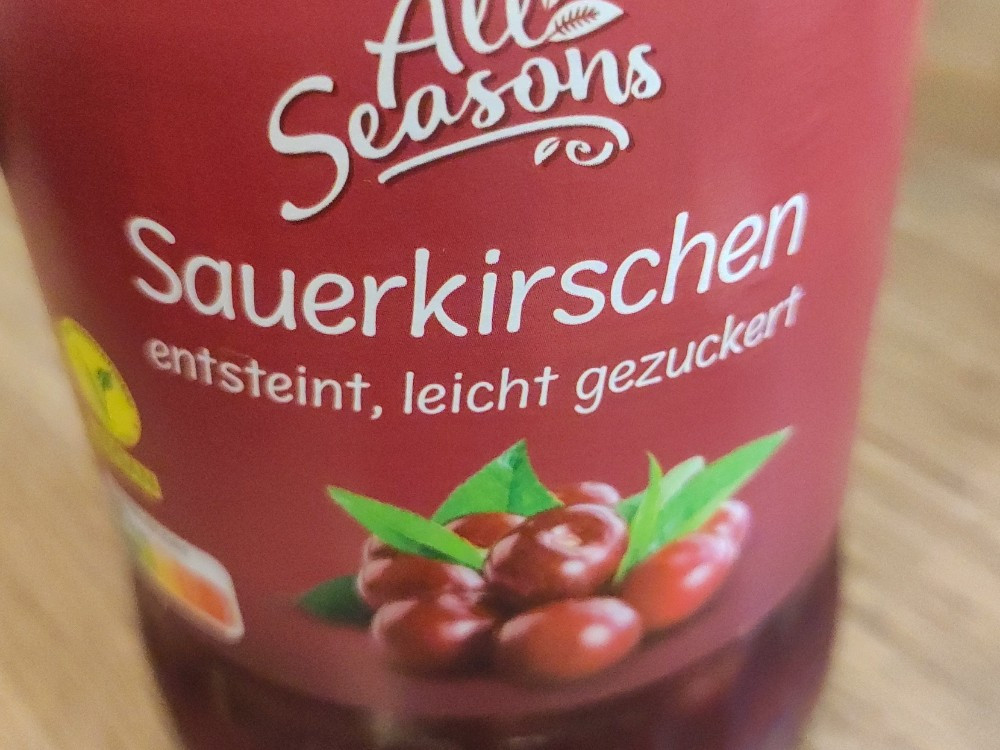 All
Seasons
Sauerkirschen
entsteint, leicht gezuckert